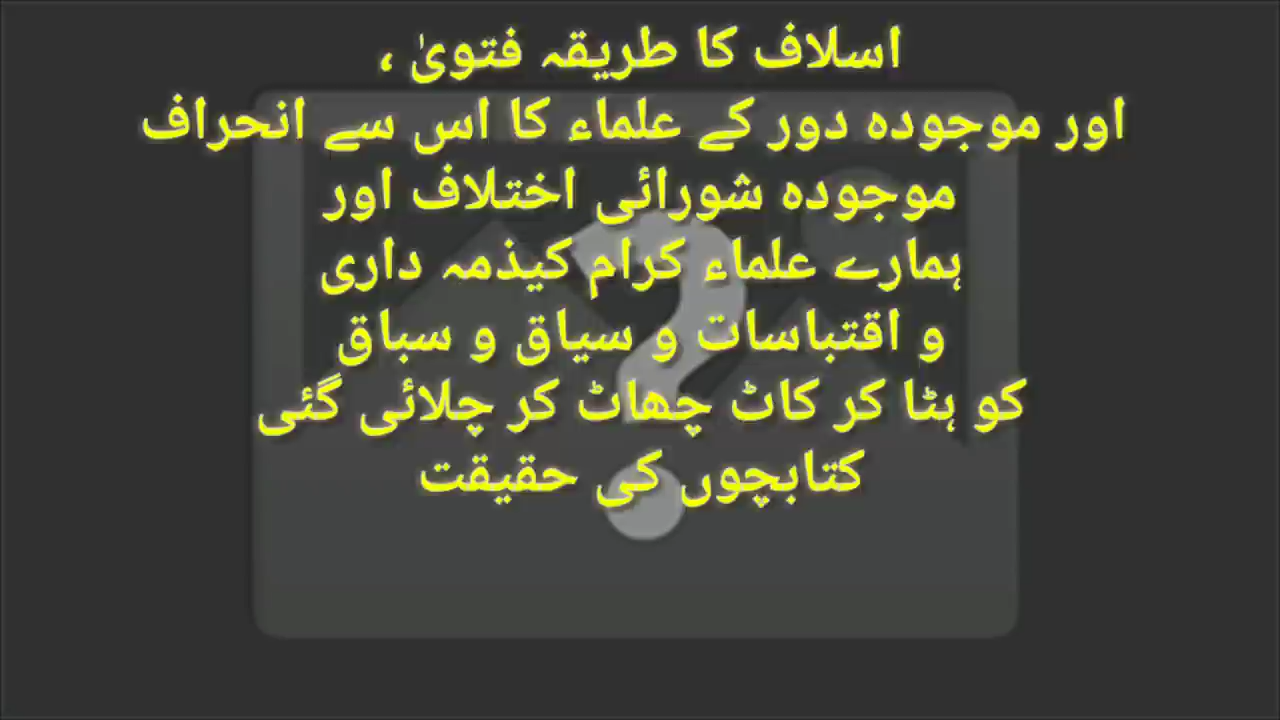 اسلاف کا طریقہ فتویٰ ،
اور موجودہ دور کے علماء کا اس سے انحراف
موجودہ شورائی اختلاف اور
ہمارے علماء کرام کیذمہ داری
و اقتباسات و سیاق و سباق
کو ہٹا کر کاٹ چھاٹ کر چلائی گئی
کتابچوں کی حقیقت